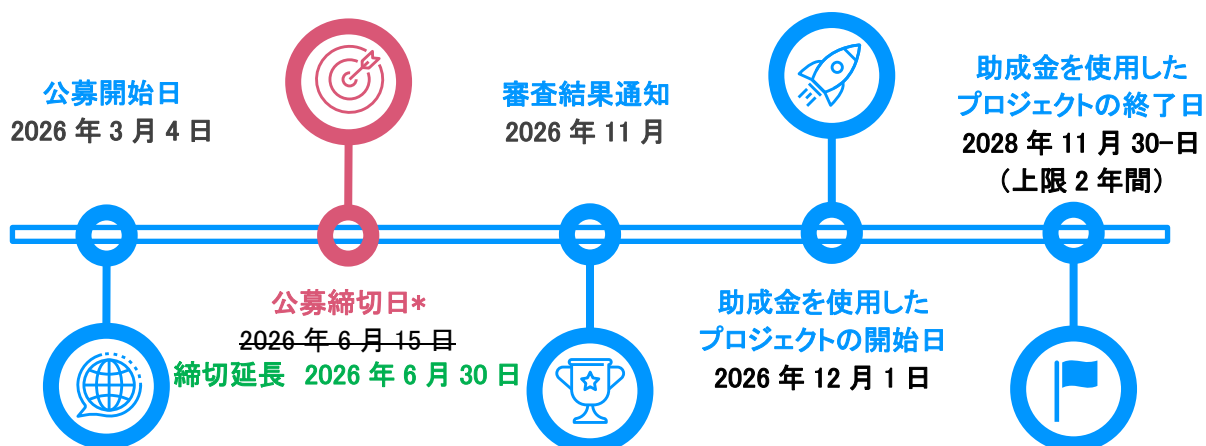 公募開始日
2026 年 3 月 4 日
公募締切日*
2026 年 6 月 15 日
締切延長 2026 年 6 月 30 日
審査結果通知
2026 年 11 月
助成金を使用した
プロジェクトの開始日
2026 年 12 月 1 日
助成金を使用した
プロジェクトの終了日
2028 年 11 月 30-日
（上限 2 年間）